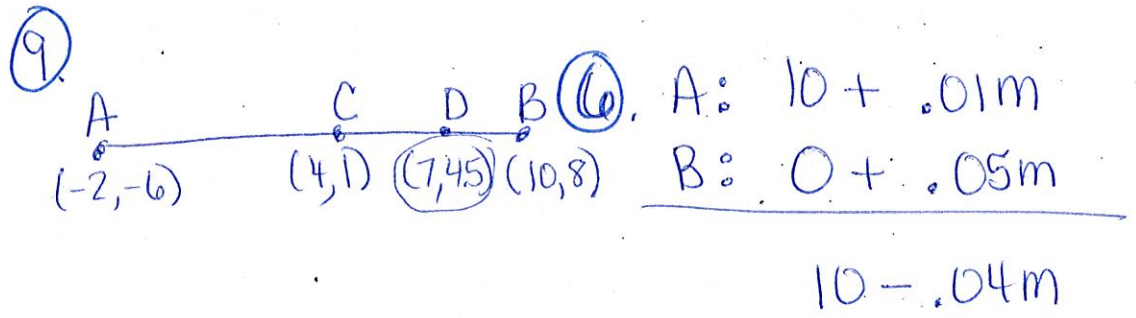 9.
A C D B
(-2,-6) (4,1) (7,4.5) (10,8)
6. A: 10 + .01m
B: 0 + .05m
10 - .04m